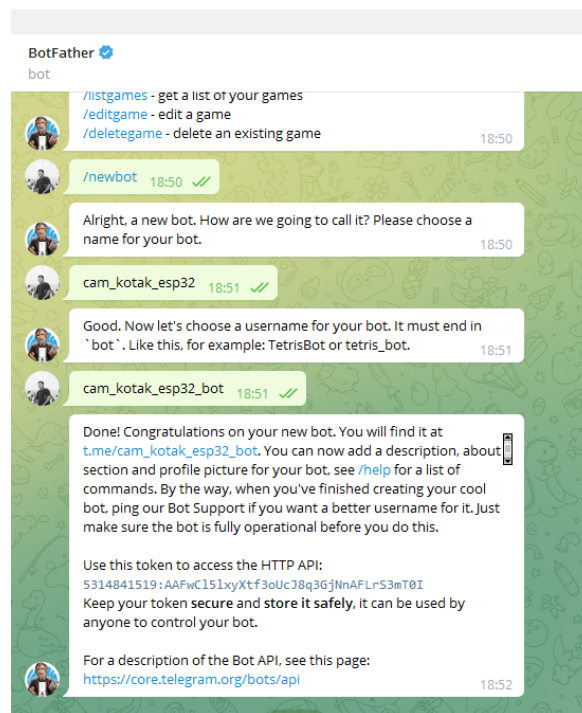 BotFather
bot
/listgames - get a list of your games
/editgame - edit a game
/deletegame - delete an existing game
18:50
/newbot 18:50
Alright, a new bot. How are we going to call it? Please choose a
name for your bot.
18:50
cam_kotak_esp32 18:51
Good. Now let's choose a username for your bot. It must end in
`bot`. Like this, for example: TetrisBot or tetris_bot.
18:51
cam_kotak_esp32_bot 18:51
Done! Congratulations on your new bot. You will find it at
t.me/cam_kotak_esp32_bot. You can now add a description, about
section and profile picture for your bot, see /help for a list of
commands. By the way, when you've finished creating your cool
bot, ping our Bot Support if you want a better username for it. Just
make sure the bot is fully operational before you do this.
Use this token to access the HTTP API:
5314841519:AAFwCl5lxyXtf3oUcJ8q3GjNnAFLrS3mT0I
Keep your token secure and store it safely, it can be used by
anyone to control your bot.
For a description of the Bot API, see this page:
https://core.telegram.org/bots/api
18:52